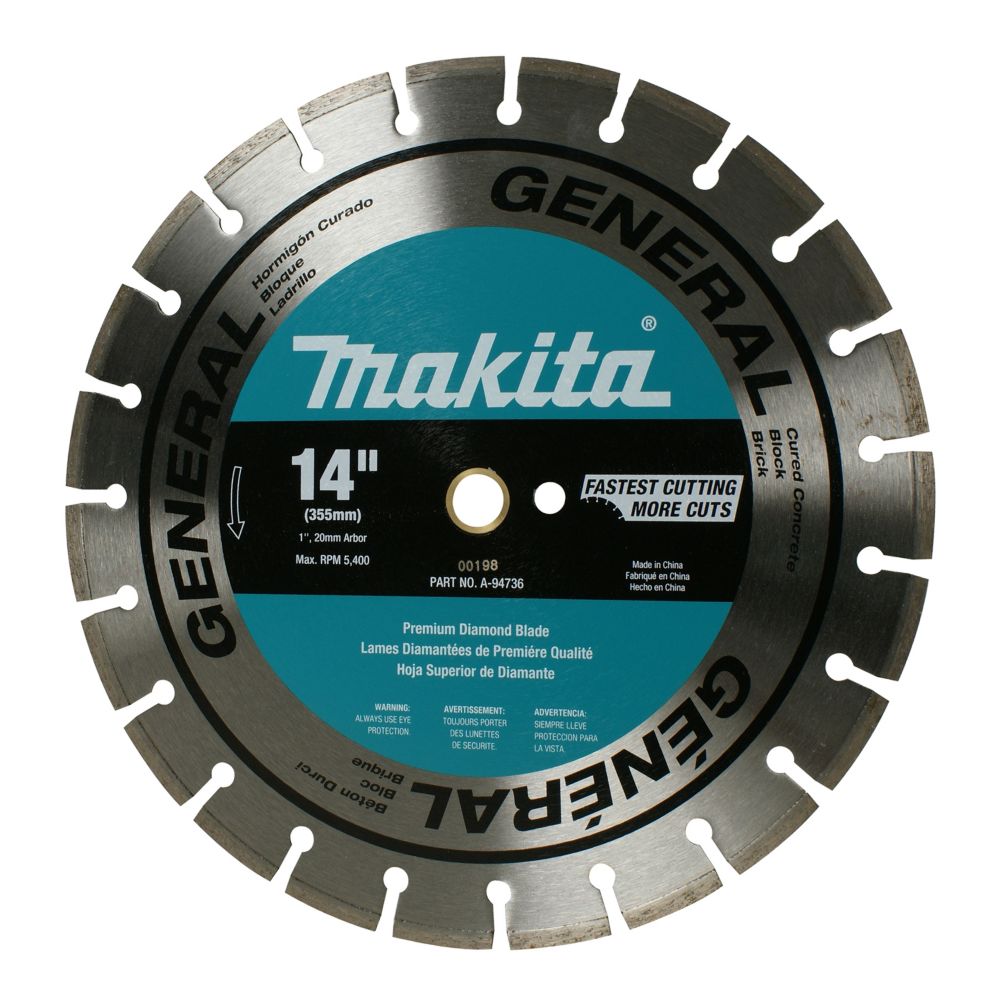 GENERAL
Cured Concrete
Block
Brick
GENERAL
Hormigón Curado
Bloque
Ladrillo
GÉNÉRAL
Béton Durci
Bloc
Brique
makita®
14"
(355mm)
1", 20mm Arbor
Max. RPM 5,400
FASTEST CUTTING
MORE CUTS
00198
PART NO. A-94736
Made in China
Fabriqué en China
Hecho en China
Premium Diamond Blade
Lames Diamantées de Premiére Qualité
Hoja Superior de Diamante
WARNING:
ALWAYS USE EYE
PROTECTION.
AVERTISSEMENT:
TOUJOURS PORTER
DES LUNETTES
DE SECURITE.
ADVERTENCIA:
SIEMPRE LLEVE
PROTECCION PARA
LA VISTA.